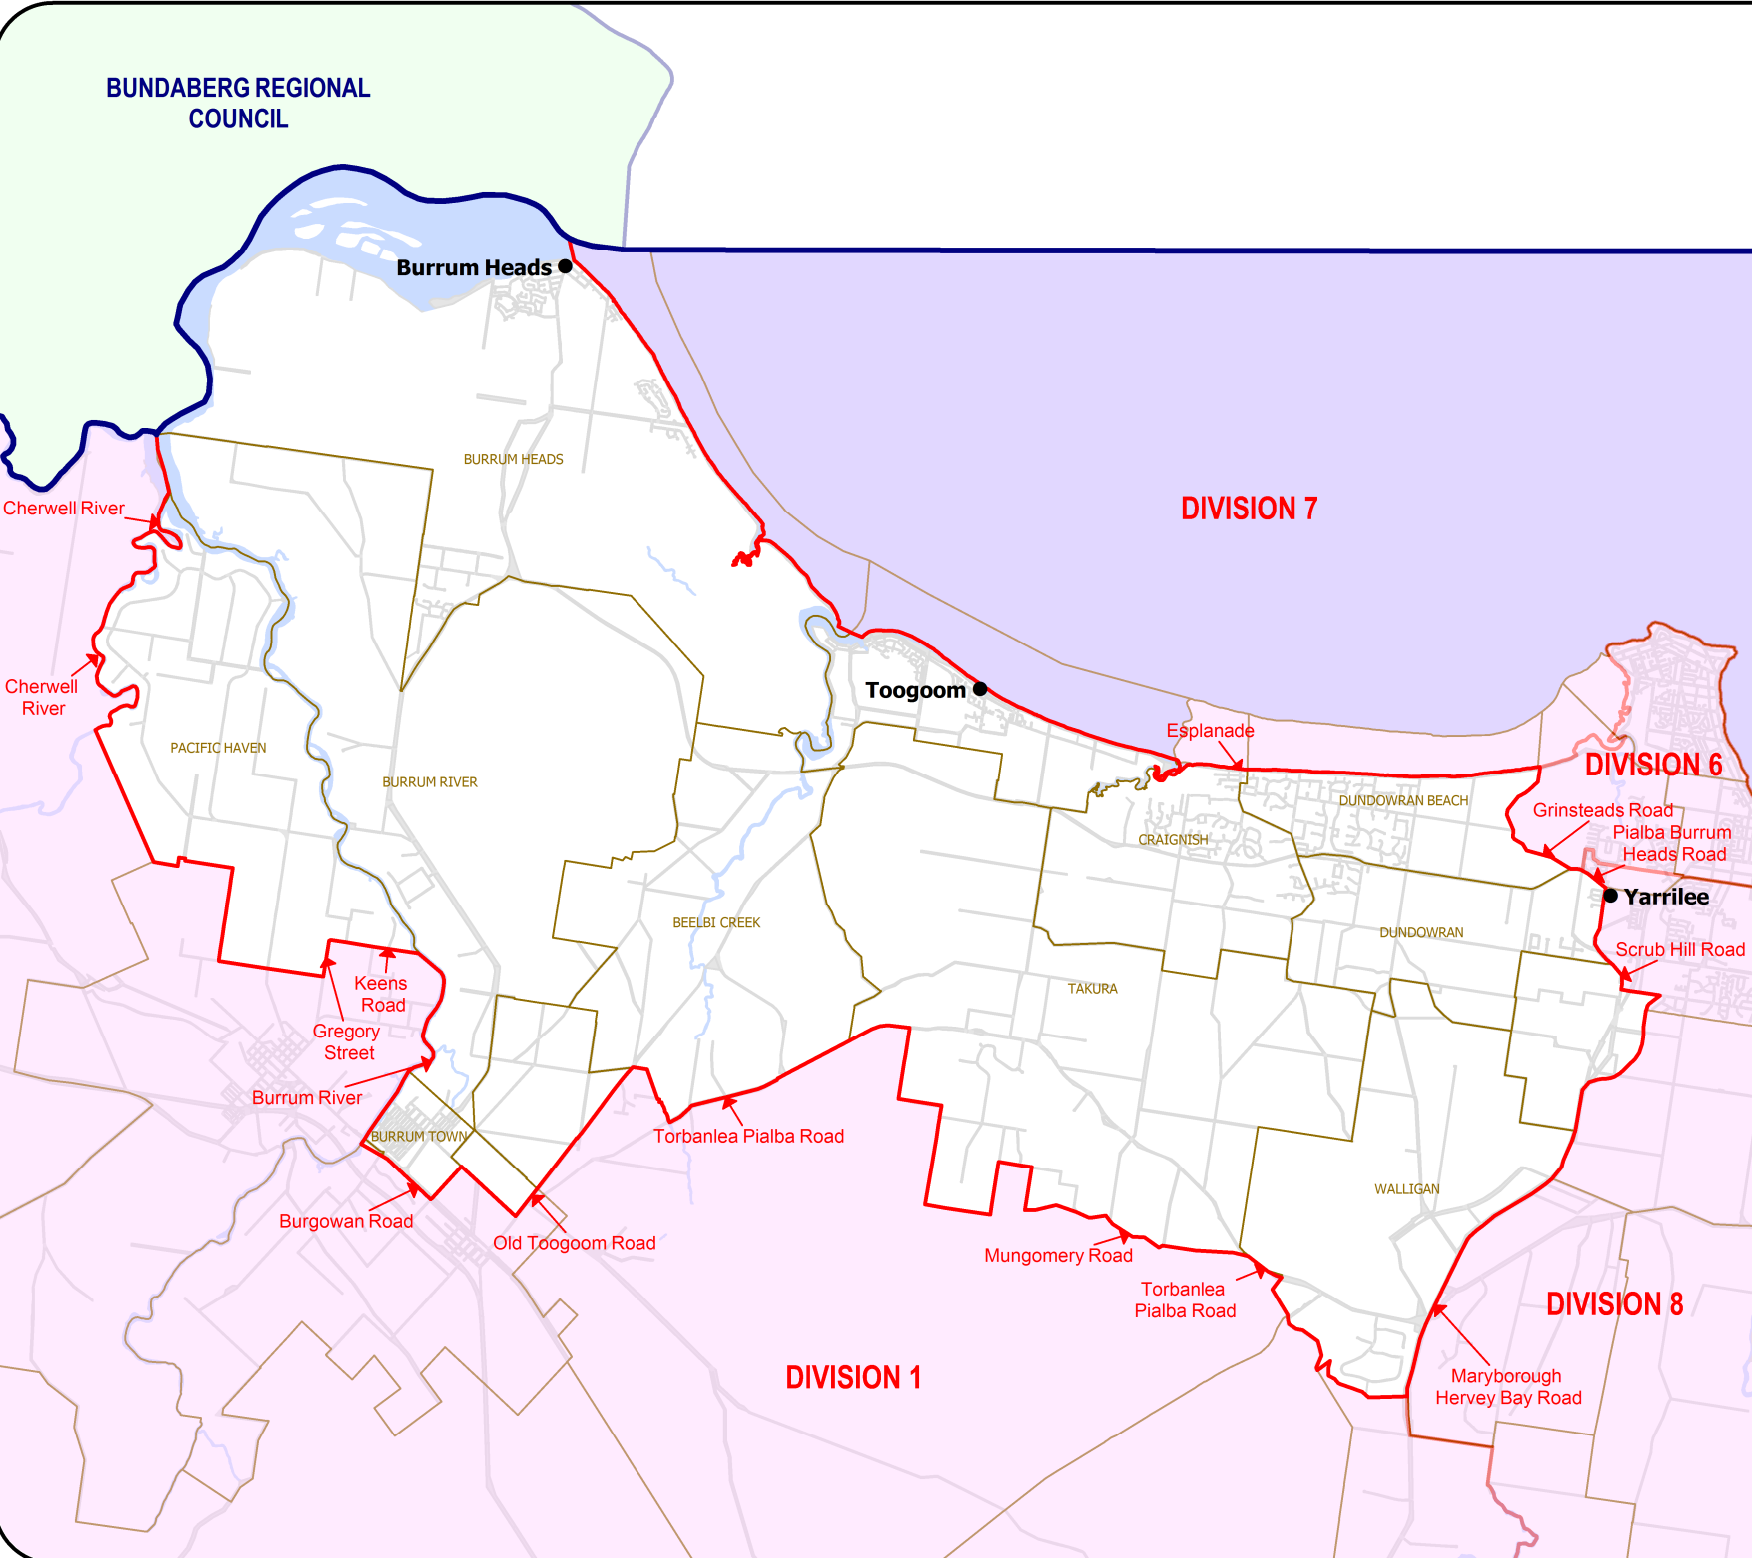 BUNDABERG REGIONAL
COUNCIL
Burrum Heads
BURRUM HEADS
DIVISION 7
Cherwell River
Cherwell
River
Toogoom
PACIFIC HAVEN
BURRUM RIVER
Esplanade
DIVISION 6
DUNDOWRAN BEACH
Grinsteads Road
CRAIGNISH
Pialba Burrum
Heads Road
Yarrilee
BEELBI CREEK
DUNDOWRAN
Scrub Hill Road
Keens
Road
TAKURA
Gregory
Street
Burrum River
BURRUM TOWN
Torbanlea Pialba Road
WALLIGAN
Burgowan Road
Old Toogoom Road
Mungomery Road
Torbanlea
Pialba Road
DIVISION 8
DIVISION 1
Maryborough
Hervey Bay Road